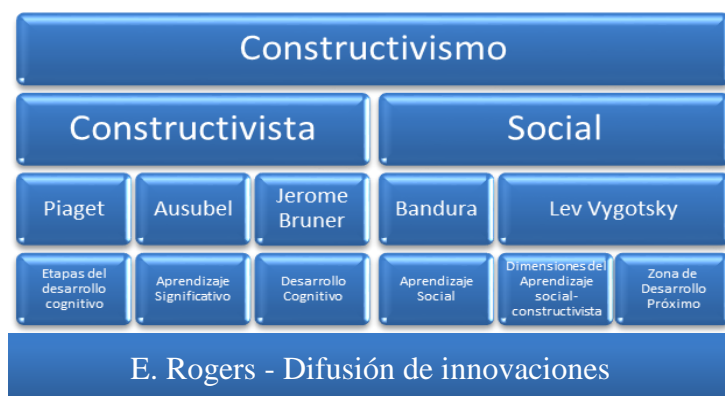 Constructivismo
Constructivista
Social
Piaget
Ausubel
Jerome
Bruner
Bandura
Lev Vygotsky
Etapas del
desarrollo
cognitivo
Aprendizaje
Significativo
Desarrollo
Cognitivo
Aprendizaje
Social
Dimensiones del
Aprendizaje
social-
constructivista
Zona de
Desarrollo
Próximo
E. Rogers - Difusión de innovaciones